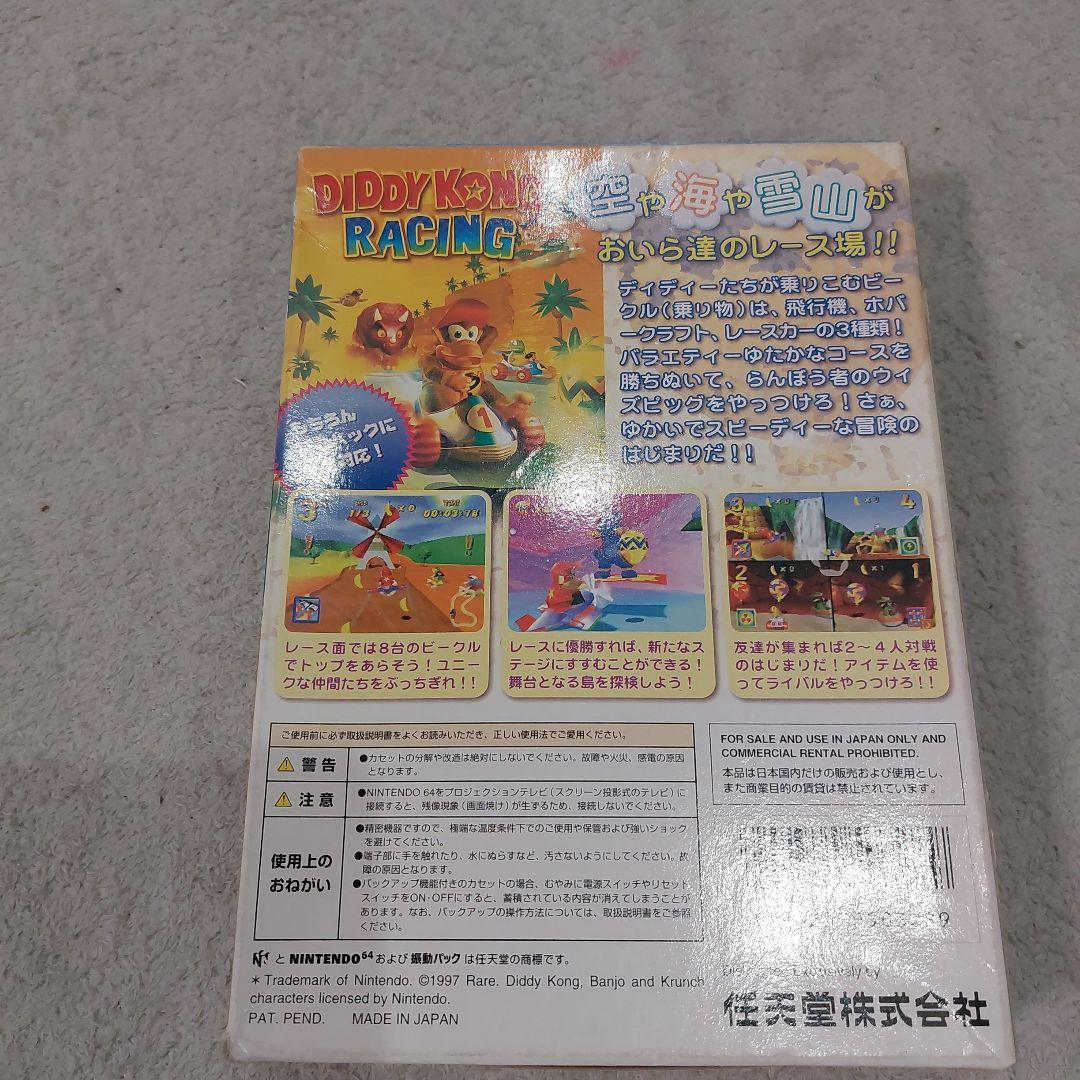 DIDDY KONG
RACING
空や海や雪山が
おいら達のレース場!!
ディディーたちが乗りこむビー
クル(乗り物)は、飛行機、ホバ
ークラフト、レースカーの3種類!
バラエティーゆたかなコースを
勝ちぬいて、らんぼう者のウィ
ズピッグをやっつけろ!さぁ、
ゆかいでスピーディーな冒険の
はじまりだ!!
もちろん
ックに
対応!
3
1/3
x0
TIME
00:03:76
3
x0
4
2
x0
x1
1
レース面では8台のビークル
でトップをあらそう!ユニー
クな仲間たちをぶっちぎれ!!
レースに優勝すれば、新たなス
テージにすすむことができる!
舞台となる島を探検しよう!
友達が集まれば2〜4人対戦
のはじまりだ!アイテムを使
ってライバルをやっつけろ!!
ご使用前に必ず取扱説明書をよくお読みいただき、正しい使用法でご愛用ください。
警告
●カセットの分解や改造は絶対にしないでください。故障や火災、感電の原因
となります。
注意
●NINTENDO 64をプロジェクションテレビ(スクリーン投影式のテレビ)に
接続すると、残像現象(画面焼け)が生ずるため、接続しないでください。
使用上の
おねがい
●精密機器ですので、極端な温度条件下でのご使用や保管および強いショック
を避けてください。
●端子部に手を触れたり、水にぬらすなど、汚さないようにしてください。故
障の原因となります。
●バックアップ機能付きのカセットの場合、むやみに電源スイッチやリセット
スイッチをON・OFFにすると、蓄積されている内容が消えてしまうことが
あります。なお、バックアップの操作方法については、取扱説明書をご参照
ください。
FOR SALE AND USE IN JAPAN ONLY AND
COMMERCIAL RENTAL PROHIBITED.
本品は日本国内だけの販売および使用とし、
また商業目的の賃貸は禁止されています。
と NINTENDO64 および 振動パック は任天堂の商標です。
* Trademark of Nintendo. ©1997 Rare. Diddy Kong, Banjo and Krunch
characters licensed by Nintendo.
PAT. PEND. MADE IN JAPAN
by
任天堂株式会社